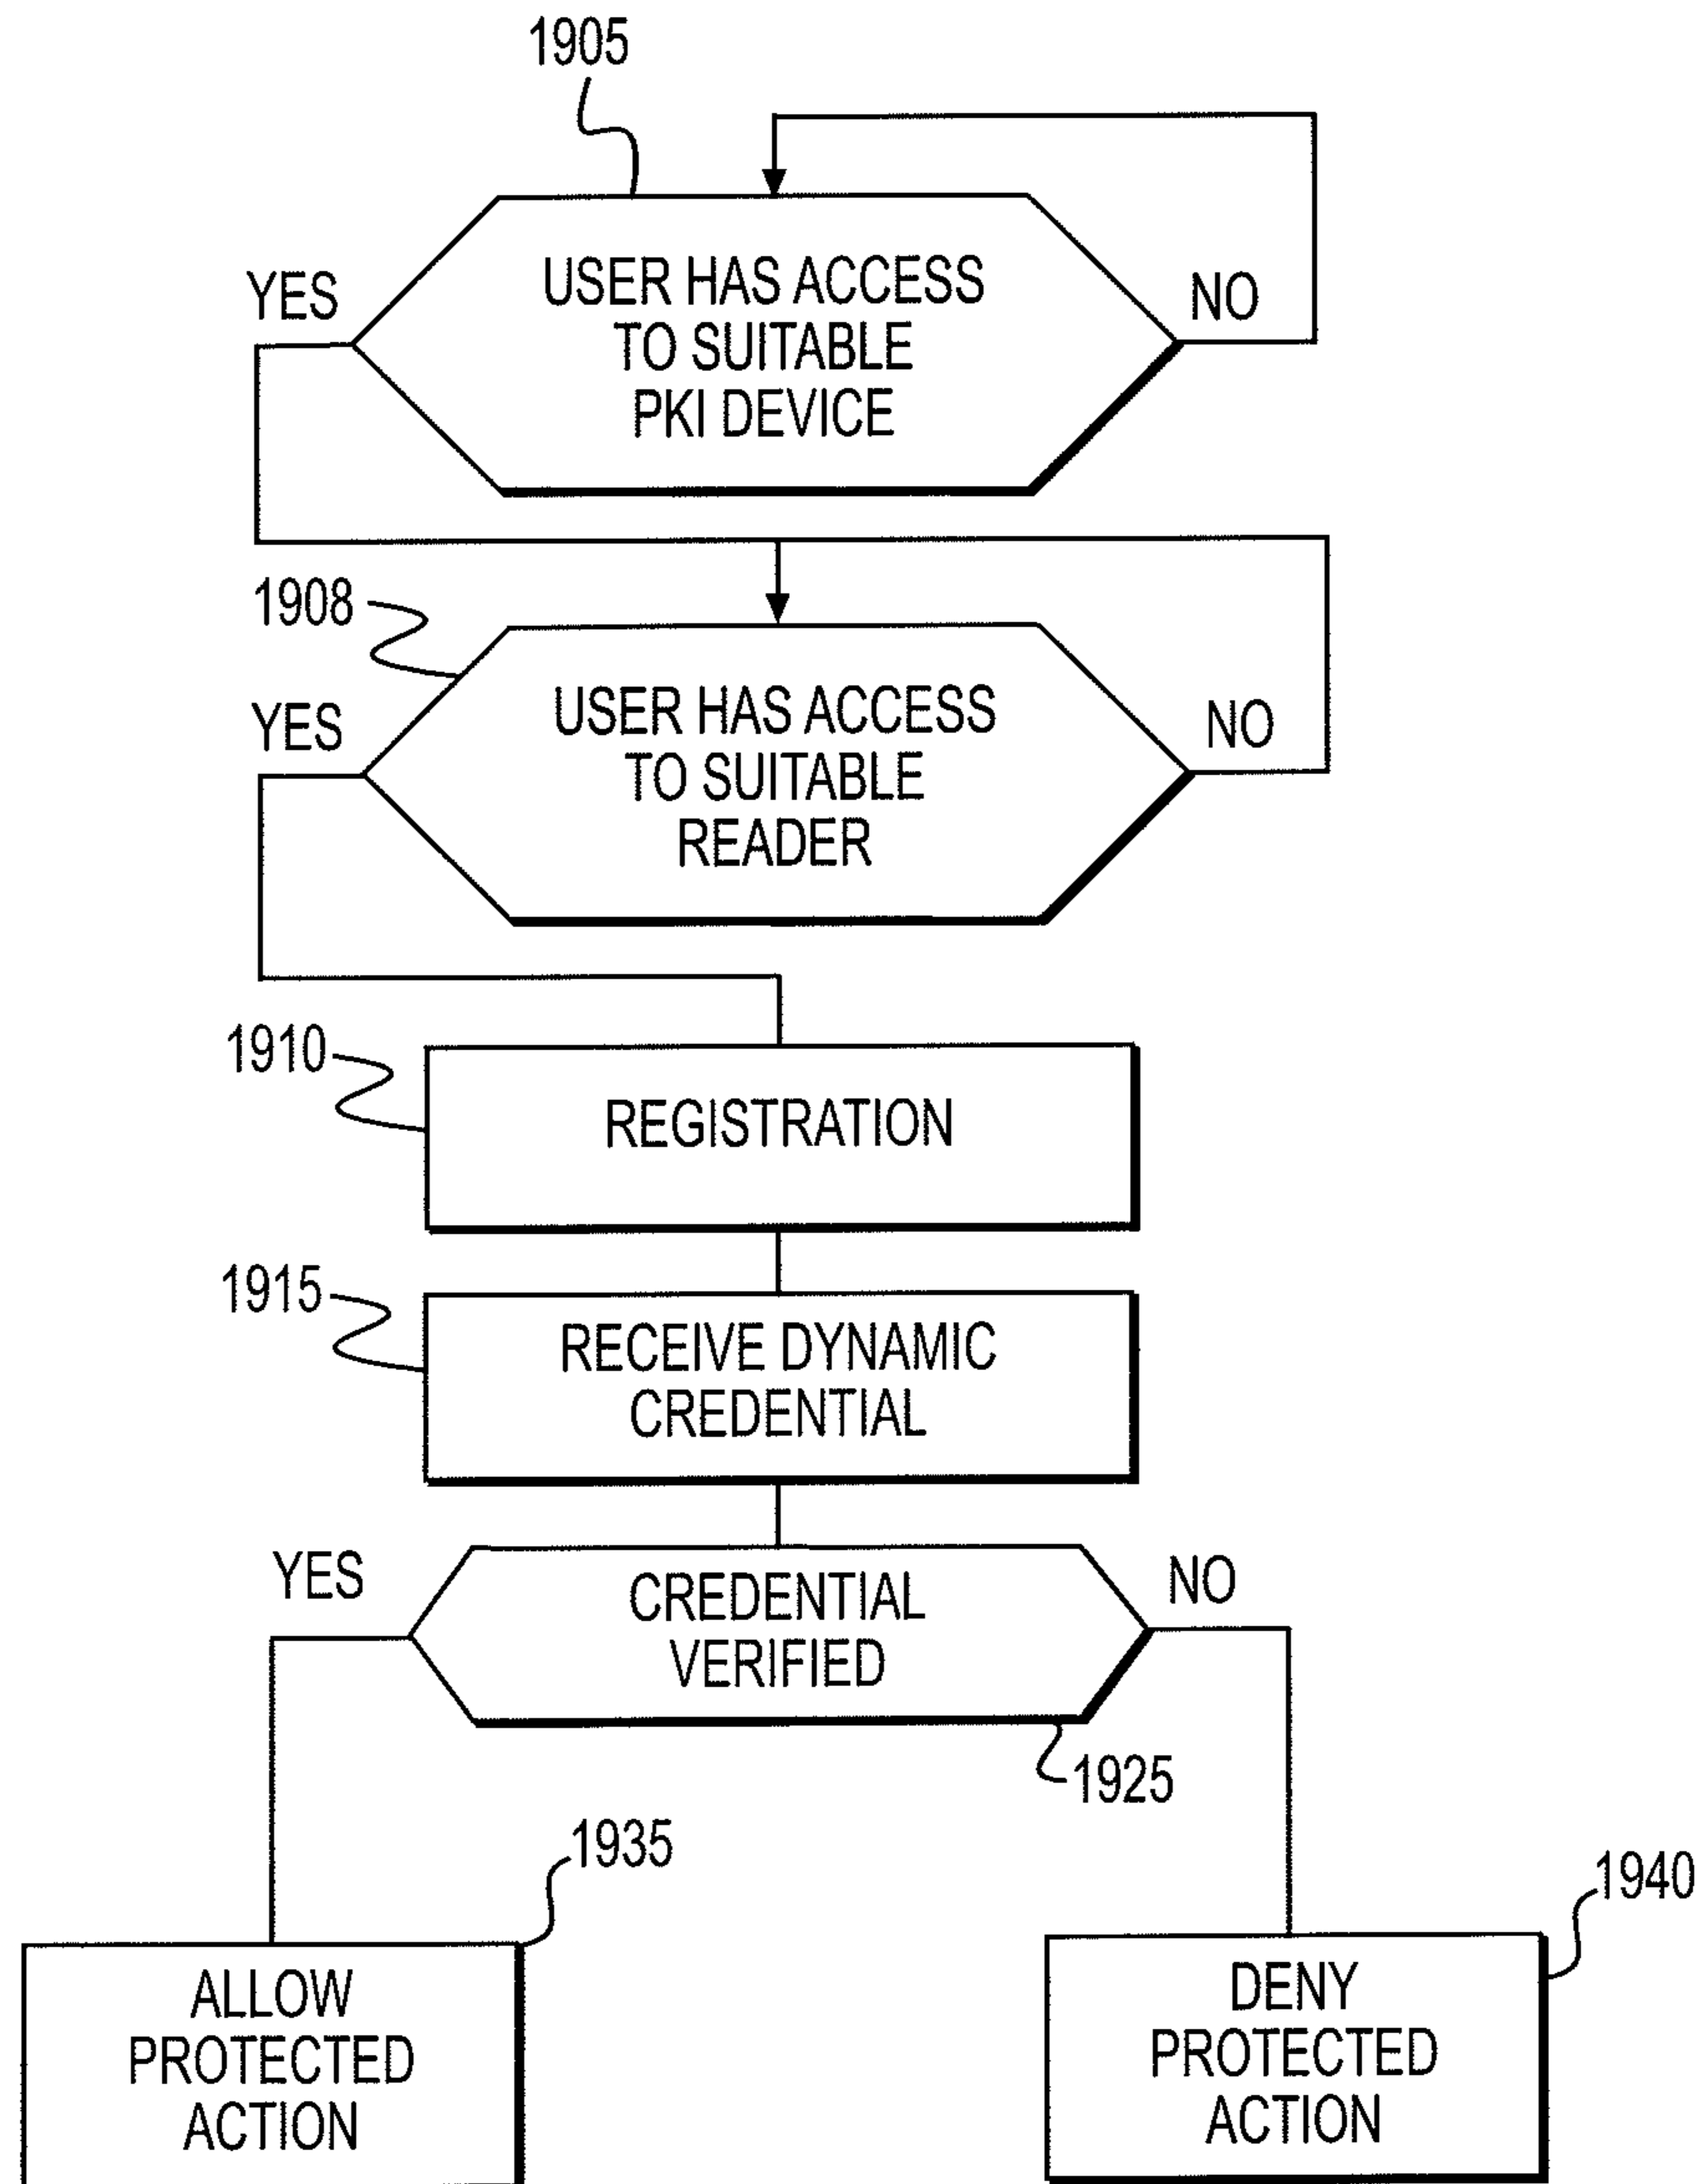 1905
USER HAS ACCESS
TO SUITABLE
PKI DEVICE
YES
NO
1908
USER HAS ACCESS
TO SUITABLE
READER
YES
NO
1910
REGISTRATION
1915
RECEIVE DYNAMIC
CREDENTIAL
YES
CREDENTIAL
VERIFIED
NO
1925
1935
ALLOW
PROTECTED
ACTION
1940
DENY
PROTECTED
ACTION